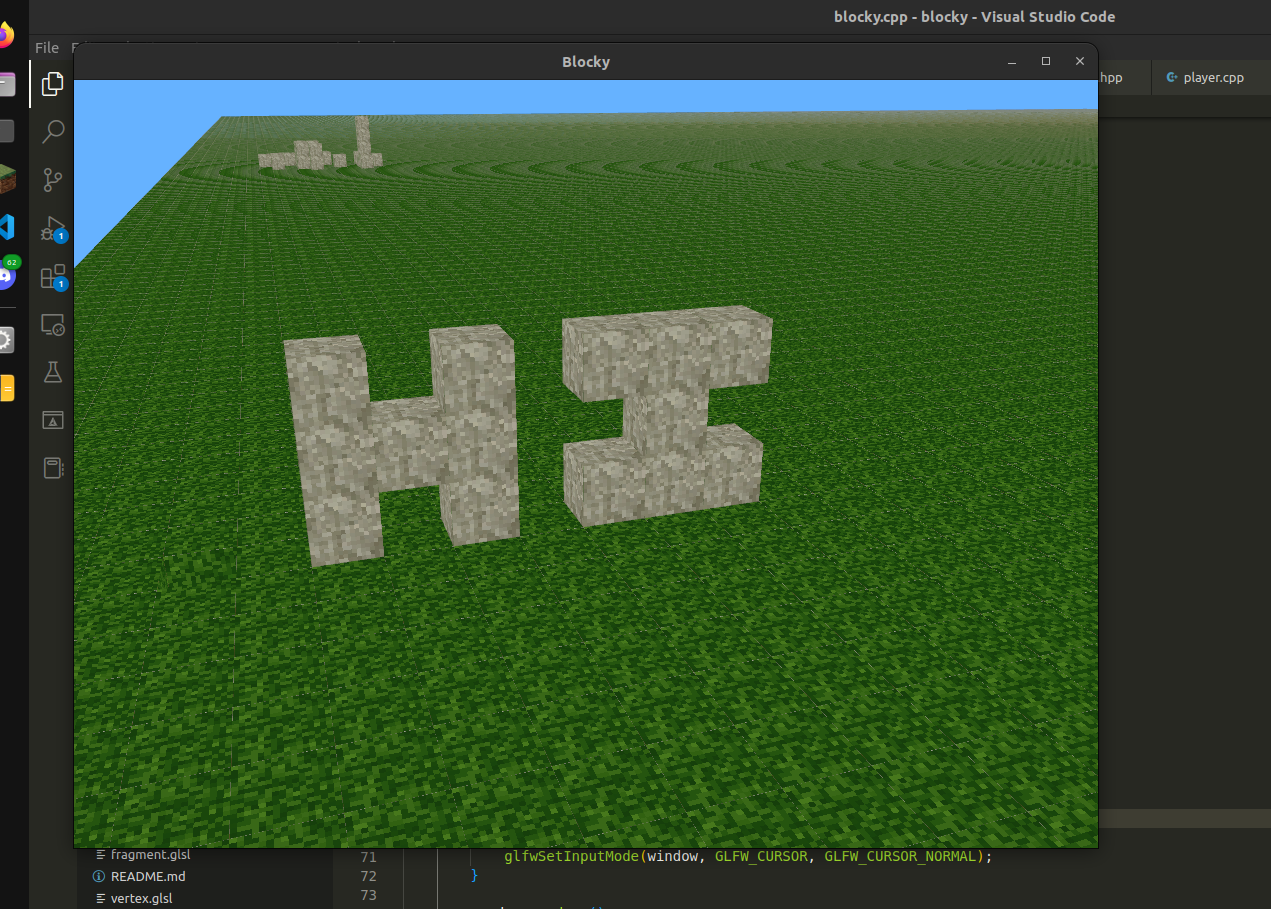 blocky.cpp - blocky - Visual Studio Code
File
Blocky
hpp
player.cpp
1
62
1
HI
fragment.glsl
71 glfwSetInputMode(window, GLFW_CURSOR, GLFW_CURSOR_NORMAL);
README.md
72 }
73
vertex.glsl